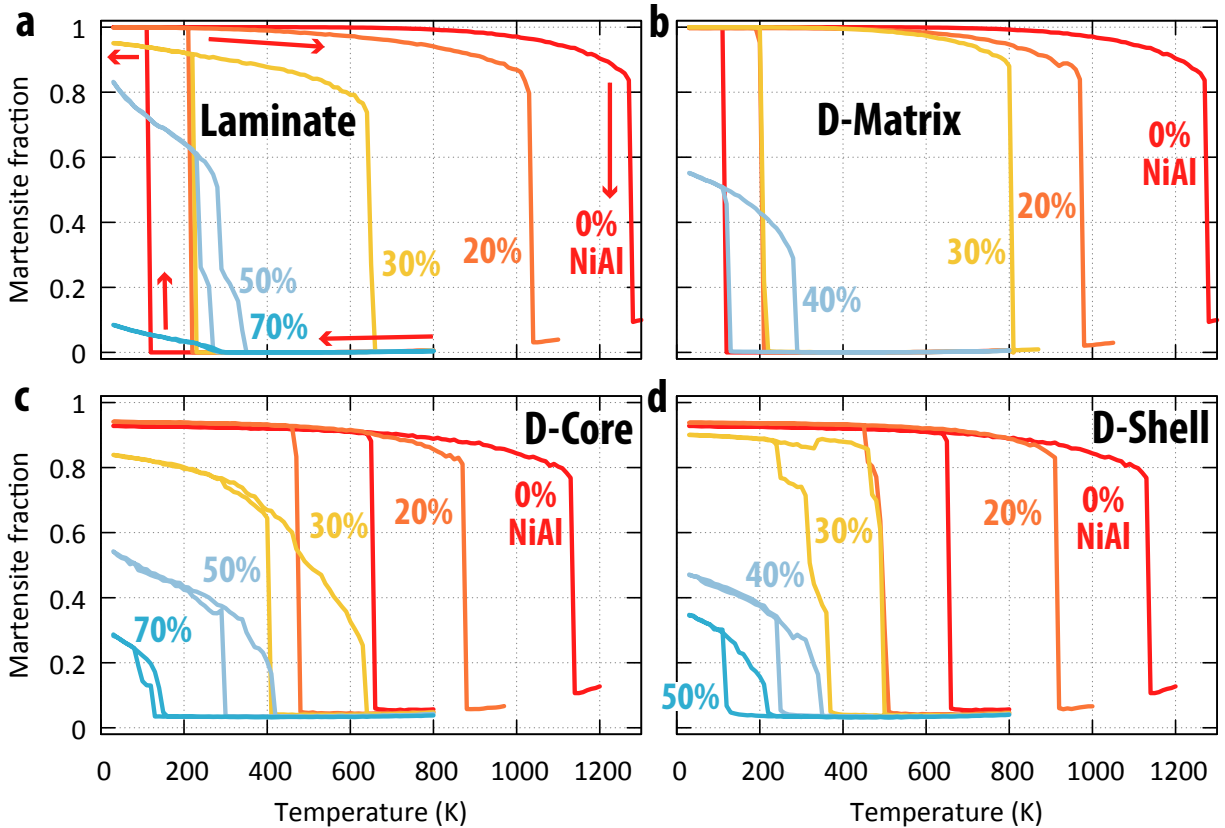 a
b
1
0.8
0.6
0.4
0.2
0
Martensite fraction
Laminate
0%
NiAl
20%
30%
50%
70%
D-Matrix
0%
NiAl
20%
30%
40%
c
d
1
0.8
0.6
0.4
0.2
0
Martensite fraction
D-Core
0%
NiAl
20%
30%
50%
70%
D-Shell
0%
NiAl
20%
30%
40%
50%
0 200 400 600 800 1000 1200
0 200 400 600 800 1000 1200
Temperature (K)
Temperature (K)